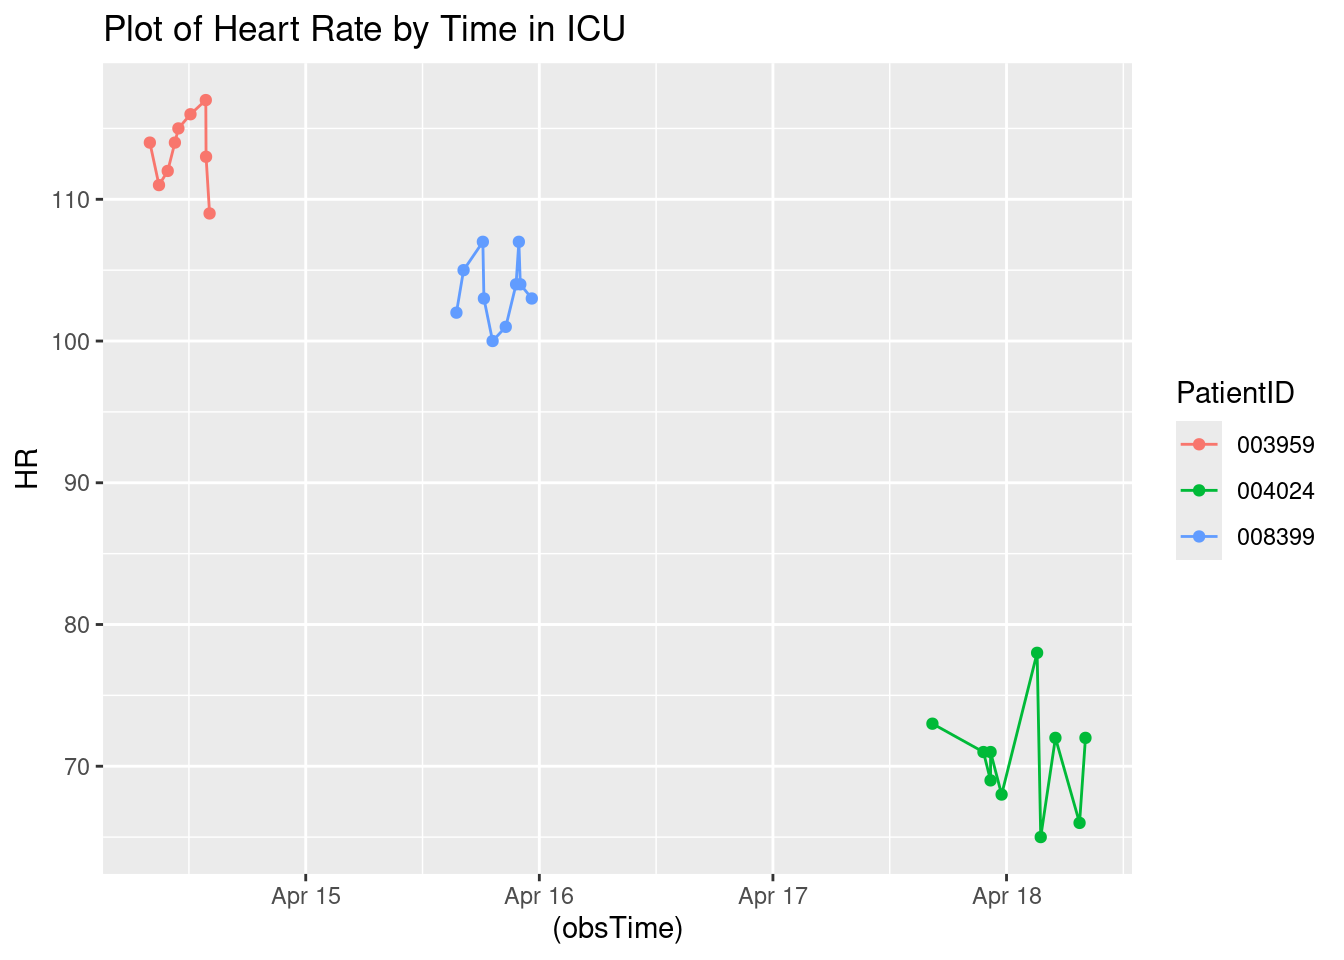 Plot of Heart Rate by Time in ICU
HR
110
100
90
80
70
Apr 15
Apr 16
Apr 17
Apr 18
(obsTime)
PatientID
003959
004024
008399